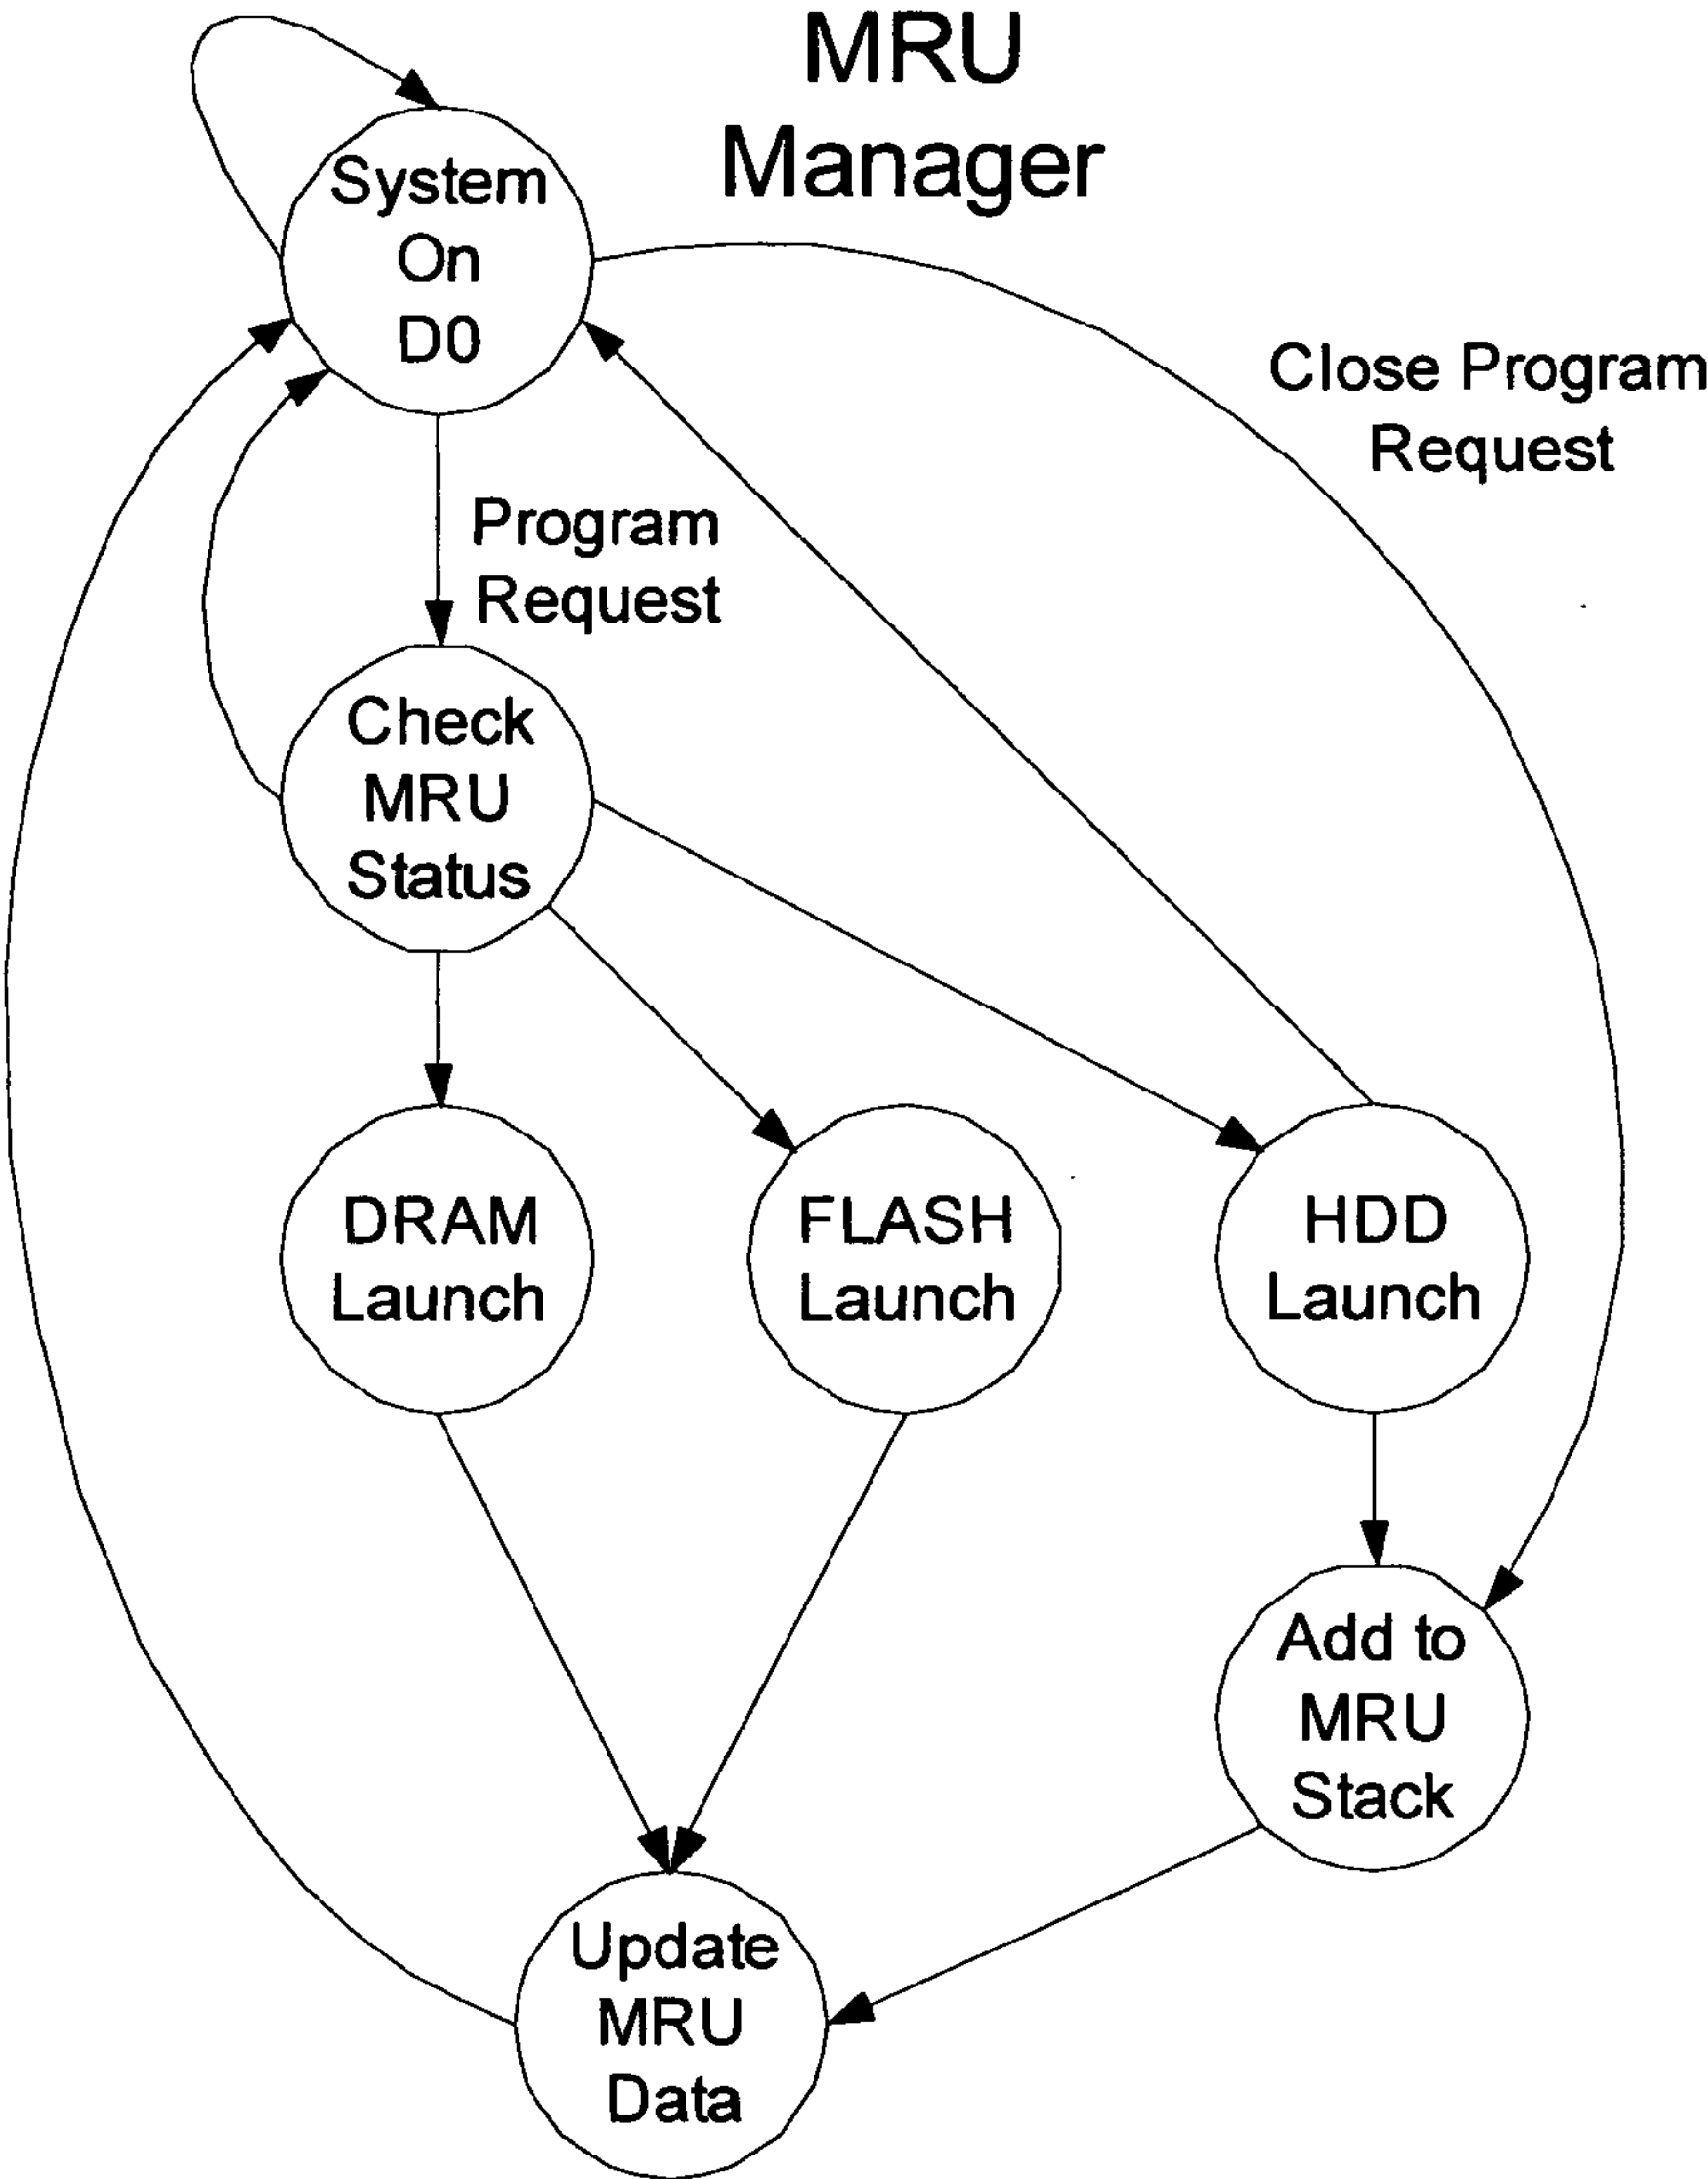 MRU
Manager
System
On
D0
Close Program
Request
Program
Request
Check
MRU
Status
DRAM
Launch
FLASH
Launch
HDD
Launch
Add to
MRU
Stack
Update
MRU
Data